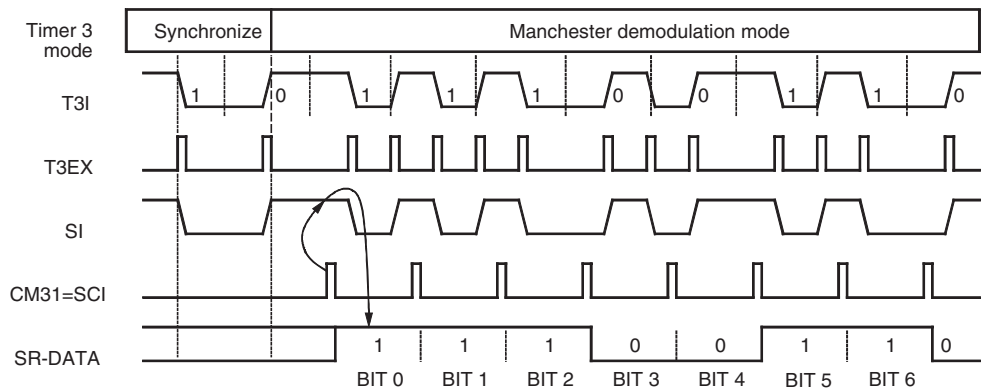 Timer 3 mode Synchronize Manchester demodulation mode
T3I 1 0 1 1 1 0 0 1 1 0
T3EX
SI
CM31=SCI
SR-DATA 1 1 1 0 0 1 1 0
BIT 0 BIT 1 BIT 2 BIT 3 BIT 4 BIT 5 BIT 6